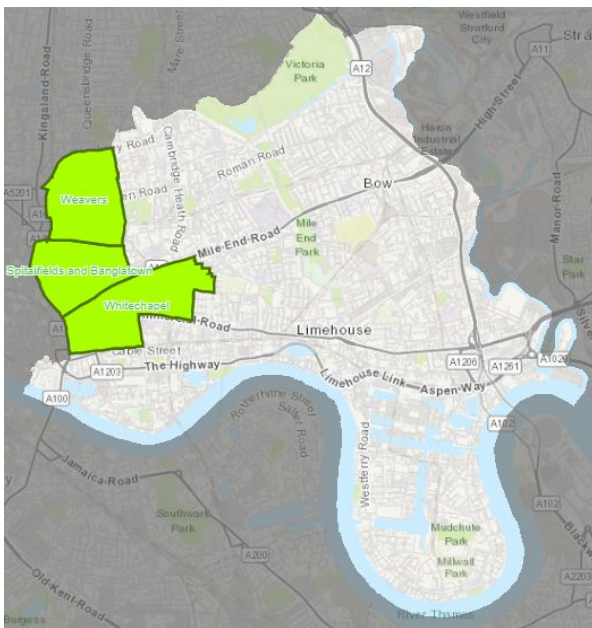 Westfield
Stratford
City
A11
Kingsland Road
Queensbridge Road
Mare Street
Victoria
Park
A12
High-Street
Heron
Industrial
Estate
Cambridge Heath Road
Roman Road
A5201
Weavers
Bow
Manor-Road
Mile-End-Road
Mile
End
Park
Star
Park
Spitalfields and Banglatown
Whitechapel
Limehouse
Cable Street
The Highway
A1203
A100
Limehouse Link
Aspen-Way
A1206
A1261
A1020
A102
Rotherhithe Street
Salter Road
Westferry Road
Jamaica-Road
Southwark
Park
A200
A102
Mudchute
Park
Millwall
Park
A2203
Old-Kent-Road
Burgess
River Thames